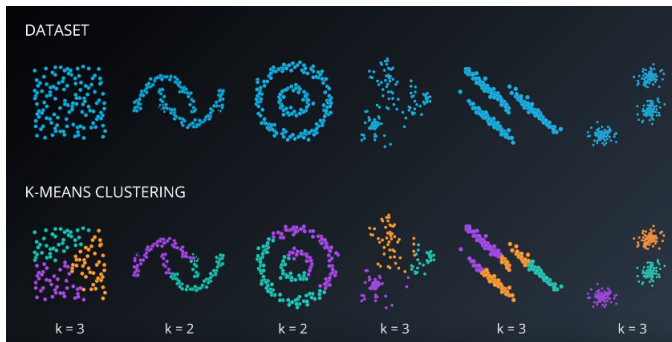 DATASET
K-MEANS CLUSTERING
k = 3 k = 2 k = 2 k = 3 k = 3 k = 3